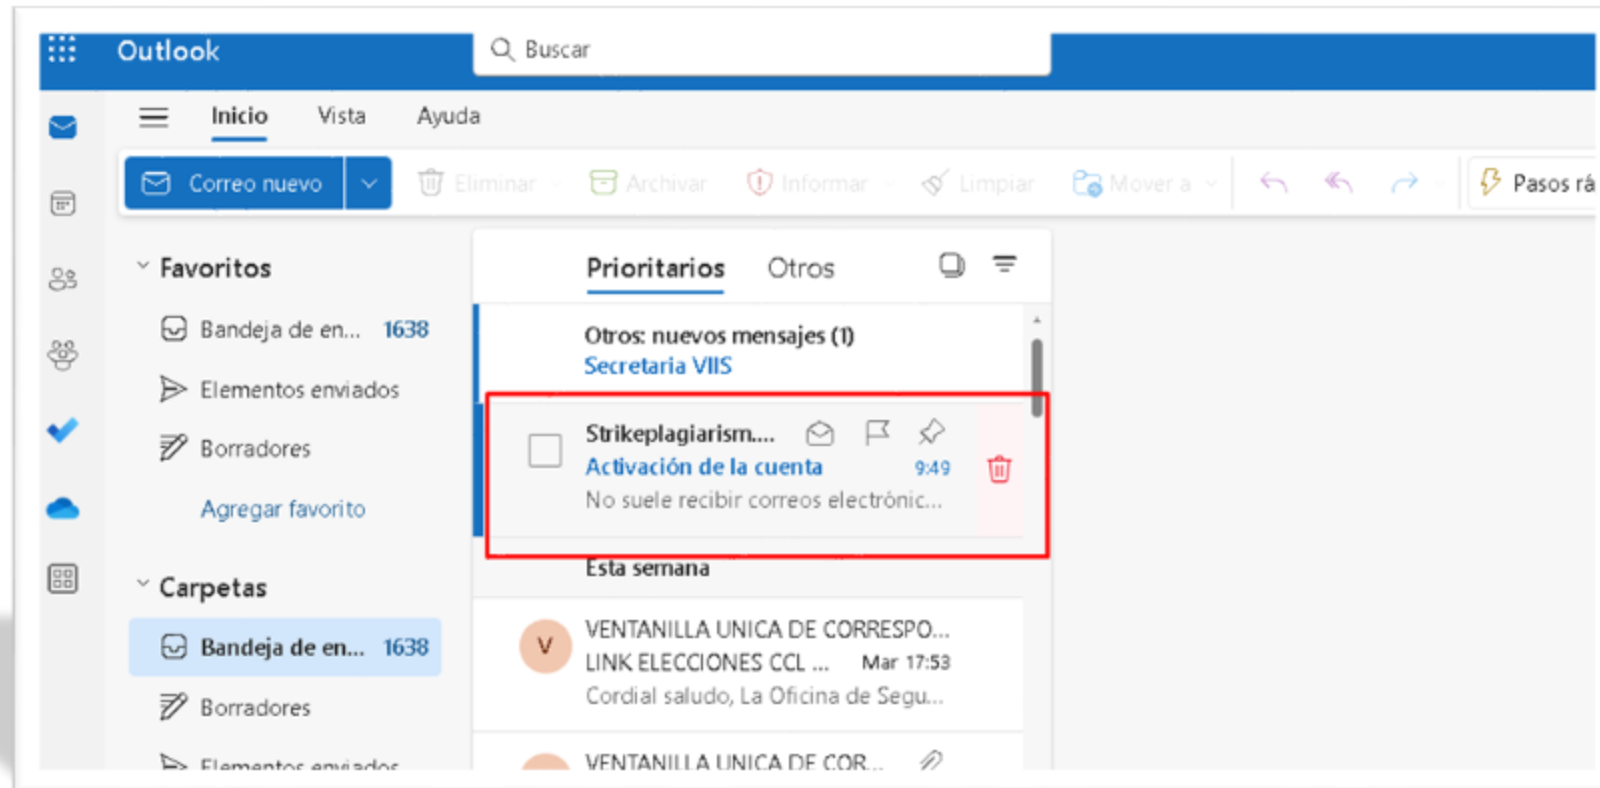 Outlook
Buscar
Inicio Vista Ayuda
Correo nuevo Eliminar Archivar Informar Limpiar Mover a Pasos rá
Favoritos
Bandeja de en... 1638
Elementos enviados
Borradores
Agregar favorito
Carpetas
Bandeja de en... 1638
Borradores
Elementos enviados
Prioritarios Otros
Otros: nuevos mensajes (1)
Secretaria VIIS
Strikeplagiarism....
Activación de la cuenta 9:49
No suele recibir correos electrónic...
Esta semana
V
VENTANILLA UNICA DE CORRESPO...
LINK ELECCIONES CCL ... Mar 17:53
Cordial saludo, La Oficina de Segu...
VENTANILLA UNICA DE COR...